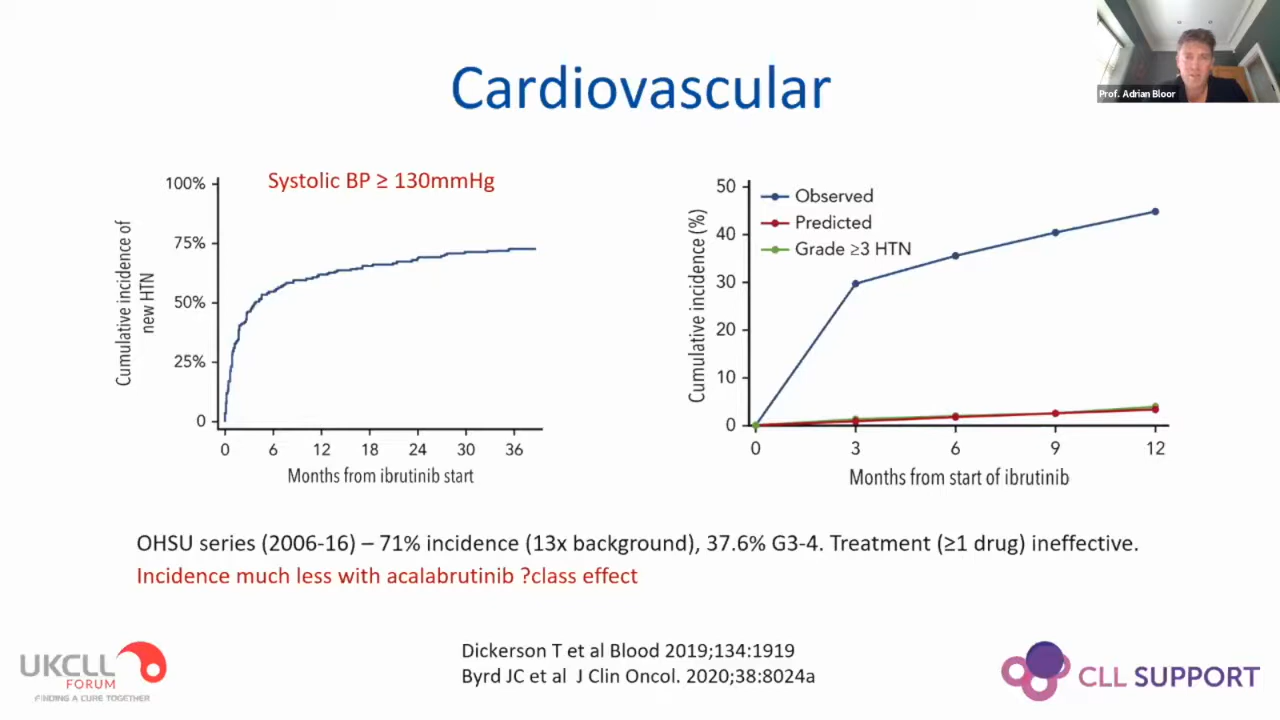 Cardiovascular
Prof. Adrian Bloor
Systolic BP ≥ 130mmHg
Cumulative incidence of
new HTN
100%
75%
50%
25%
0
0 6 12 18 24 30 36
Months from ibrutinib start
Cumulative incidence (%)
50
40
30
20
10
0
Observed
Predicted
Grade ≥3 HTN
0 3 6 9 12
Months from start of ibrutinib
OHSU series (2006-16) – 71% incidence (13x background), 37.6% G3-4. Treatment (≥1 drug) ineffective.
Incidence much less with acalabrutinib ?class effect
UKCLL
FORUM
FINDING A CURE TOGETHER
Dickerson T et al Blood 2019;134:1919
Byrd JC et al  J Clin Oncol. 2020;38:8024a
CLL SUPPORT